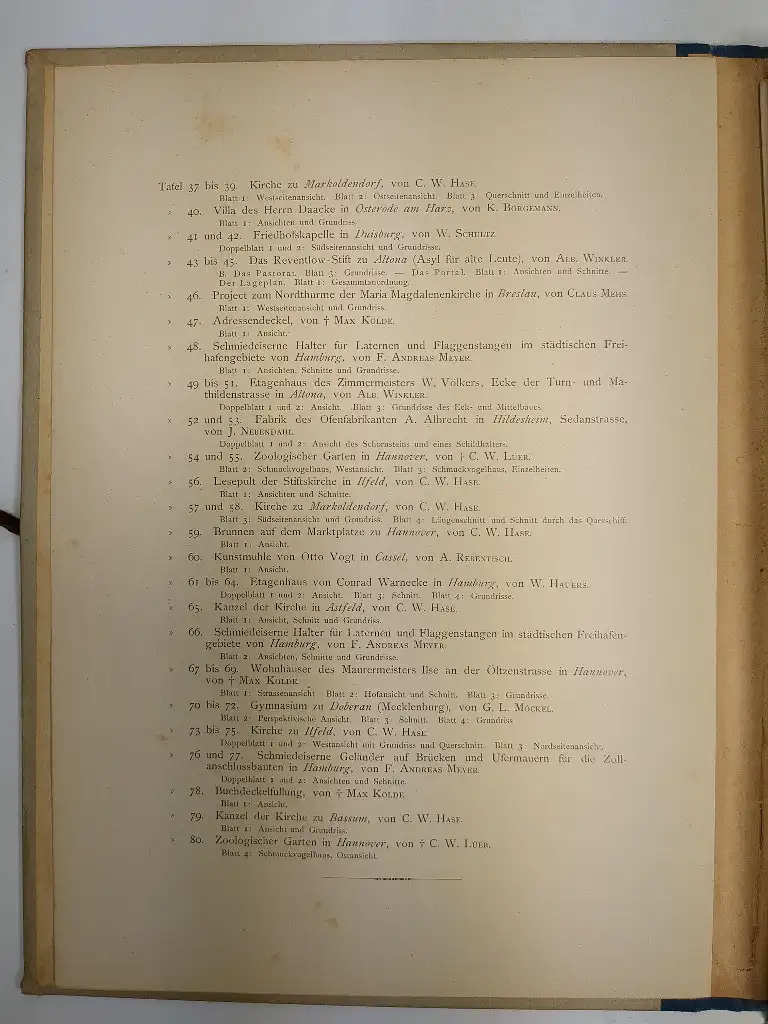 Tafel 37 bis 39. Kirche zu Markoldendorf, von C. W. Hase.
Blatt 1: Westseitenansicht. Blatt 2: Ostseitenansicht. Blatt 3: Querschnitt und Einzelheiten.
» 40. Villa des Herrn Daacke in Osterode am Harz, von K. Borgemann.
Blatt 1: Ansichten und Grundriss.
» 41 und 42. Friedhofskapelle in Duisburg, von W. Schultz.
Doppelblatt 1 und 2: Südseitenansicht und Grundrisse.
» 43 bis 45. Das Reventlow-Stift zu Altona (Asyl für alte Leute), von Alb. Winkler.
B. Das Pastorat. Blatt 3: Grundrisse. — Das Portal. Blatt 1: Ansichten und Schnitte. —
Der Lageplan. Blatt 1: Gesammtanordnung.
» 46. Project zum Nordthurme der Maria Magdalenenkirche in Breslau, von Claus Mehs.
Blatt 1: Westseitenansicht und Grundriss.
» 47. Adressendeckel, von † Max Kolde.
Blatt 1: Ansicht.
» 48. Schmiedeiserne Halter für Laternen und Flaggenstangen im städtischen Frei-
hafengebiete von Hamburg, von F. Andreas Meyer.
Blatt 1: Ansichten, Schnitte und Grundrisse.
» 49 bis 51. Etagenhaus des Zimmermeisters W. Volkers, Ecke der Turn- und Ma-
thildenstrasse in Altona, von Alb. Winkler.
Doppelblatt 1 und 2: Ansicht. Blatt 3: Grundrisse des Eck- und Mittelbaues.
» 52 und 53. Fabrik des Ofenfabrikanten A. Albrecht in Hildesheim, Sedanstrasse,
von J. Nebendahl.
Doppelblatt 1 und 2: Ansicht des Schornsteins und eines Schildhalters.
» 54 und 55. Zoologischer Garten in Hannover, von † C. W. Lüer.
Blatt 2: Schmuckvogelhaus, Westansicht. Blatt 3: Schmuckvogelhaus, Einzelheiten.
» 56. Lesepult der Stiftskirche in Ilfeld, von C. W. Hase.
Blatt 1: Ansichten und Schnitte.
» 57 und 58. Kirche zu Markoldendorf, von C. W. Hase.
Blatt 3: Südseitenansicht und Grundriss. Blatt 4: Längenschnitt und Schnitt durch das Querschiff.
» 59. Brunnen auf dem Marktplatze zu Hannover, von C. W. Hase.
Blatt 1: Ansicht.
» 60. Kunstmühle von Otto Vogt in Cassel, von A. Rebentisch.
Blatt 1: Ansicht.
» 61 bis 64. Etagenhaus von Conrad Warnecke in Hamburg, von W. Hauers.
Doppelblatt 1 und 2: Ansicht. Blatt 3: Schnitt. Blatt 4: Grundrisse.
» 65. Kanzel der Kirche in Astfeld, von C. W. Hase.
Blatt 1: Ansicht, Schnitt und Grundriss.
» 66. Schmiedeiserne Halter für Laternen und Flaggenstangen im städtischen Freihafen-
gebiete von Hamburg, von F. Andreas Meyer.
Blatt 2: Ansichten, Schnitte und Grundrisse.
» 67 bis 69. Wohnhäuser des Maurermeisters Ilse an der Öltzenstrasse in Hannover,
von † Max Kolde.
Blatt 1: Strassenansicht Blatt 2: Hofansicht und Schnitt. Blatt 3: Grundrisse.
» 70 bis 72. Gymnasium zu Doberan (Mecklenburg), von G. L. Möckel.
Blatt 2: Perspektivische Ansicht. Blatt 3: Schnitt. Blatt 4: Grundriss
» 73 bis 75. Kirche zu Ilfeld, von C. W. Hase.
Doppelblatt 1 und 2: Westansicht mit Grundriss und Querschnitt. Blatt 3 Nordseitenansicht.
» 76 und 77. Schmiedeiserne Geländer auf Brücken und Ufermauern für die Zoll-
anschlussbauten in Hamburg, von F. Andreas Meyer.
Doppelblatt 1 und 2: Ansichten und Schnitte.
» 78. Buchdeckelfüllung, von † Max Kolde.
Blatt 1: Ansicht.
» 79. Kanzel der Kirche zu Bassum, von C. W. Hase.
Blatt 1: Ansicht und Grundriss.
» 80. Zoologischer Garten in Hannover, von † C. W. Lüer.
Blatt 4: Schmuckvogelhaus, Ostansicht.